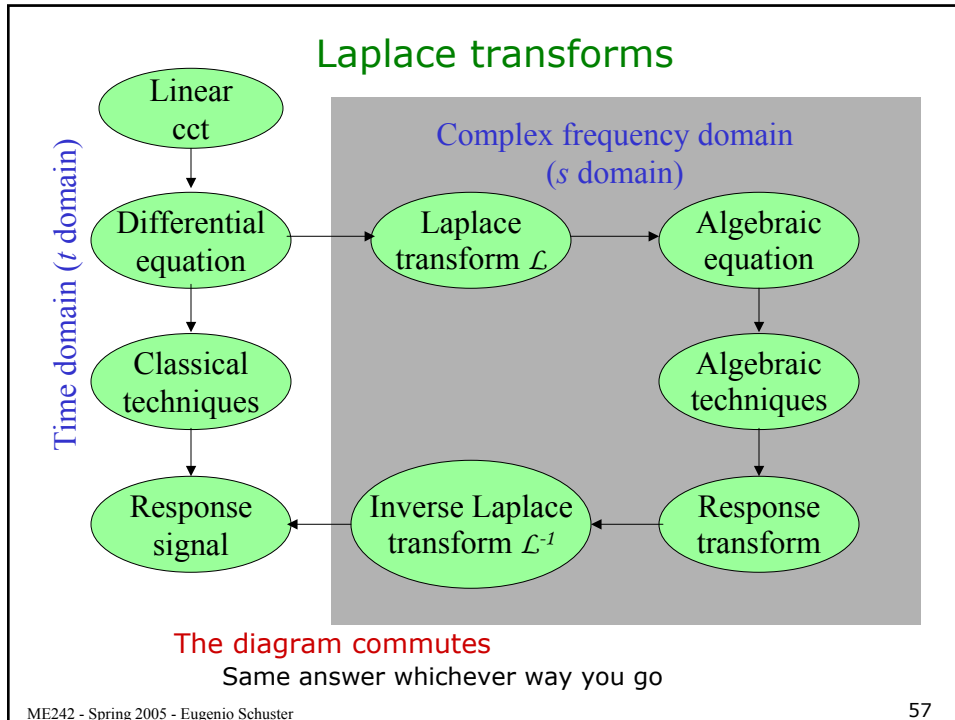 Laplace transforms
Linear
cct
Time domain (t domain)
Complex frequency domain
(s domain)
Differential
equation
Laplace
transform ℒ
Algebraic
equation
Classical
techniques
Algebraic
techniques
Response
signal
Inverse Laplace
transform ℒ-1
Response
transform
The diagram commutes
Same answer whichever way you go
ME242 - Spring 2005 - Eugenio Schuster
57